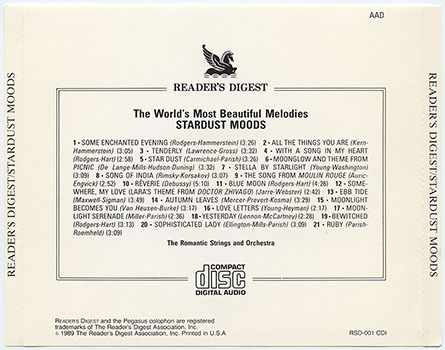 AAD
READER'S DIGEST/STARDUST MOODS
READER'S DIGEST/STARDUST MOODS
READER'S DIGEST
The World's Most Beautiful Melodies
STARDUST MOODS
1 • SOME ENCHANTED EVENING (Rodgers-Hammerstein) (3:26) 2 • ALL THE THINGS YOU ARE (Kern-
Hammerstein) (3:05) 3 • TENDERLY (Lawrence-Gross) (3:32) 4 • WITH A SONG IN MY HEART
(Rodgers-Hart) (2:58) 5 • STAR DUST (Carmichael-Parish) (3:26) 6 • MOONGLOW AND THEME FROM
PICNIC (De Lange-Mills-Hudson-Duning) (3:32) 7 • STELLA BY STARLIGHT (Young-Washington)
(3:09) 8 • SONG OF INDIA (Rimsky-Korsakov) (3:07) 9 • THE SONG FROM MOULIN ROUGE (Auric-
Engvick) (2:52) 10 • RÊVERIE (Debussy) (5:10) 11 • BLUE MOON (Rodgers-Hart) (4:26) 12 • SOME-
WHERE, MY LOVE (LARA'S THEME FROM DOCTOR ZHIVAGO) (Jarre-Webster) (2:42) 13 • EBB TIDE
(Maxwell-Sigman) (3:49) 14 • AUTUMN LEAVES (Mercer-Prevert-Kosma) (3:29) 15 • MOONLIGHT
BECOMES YOU (Van Heusen-Burke) (3:17) 16 • LOVE LETTERS (Young-Heyman) (2:17) 17 • MOON-
LIGHT SERENADE (Miller-Parish) (2:36) 18 • YESTERDAY (Lennon-McCartney) (2:28) 19 • BEWITCHED
(Rodgers-Hart) (3:13) 20 • SOPHISTICATED LADY (Ellington-Mills-Parish) (3:09) 21 • RUBY (Parish-
Roemheld) (3:09)
The Romantic Strings and Orchestra
COMPACT
disc
DIGITAL AUDIO
READER'S DIGEST and the Pegasus colophon are registered
trademarks of The Reader's Digest Association, Inc.
© 1989 The Reader's Digest Association, Inc. Printed in U.S.A.
RSD-001 CDI